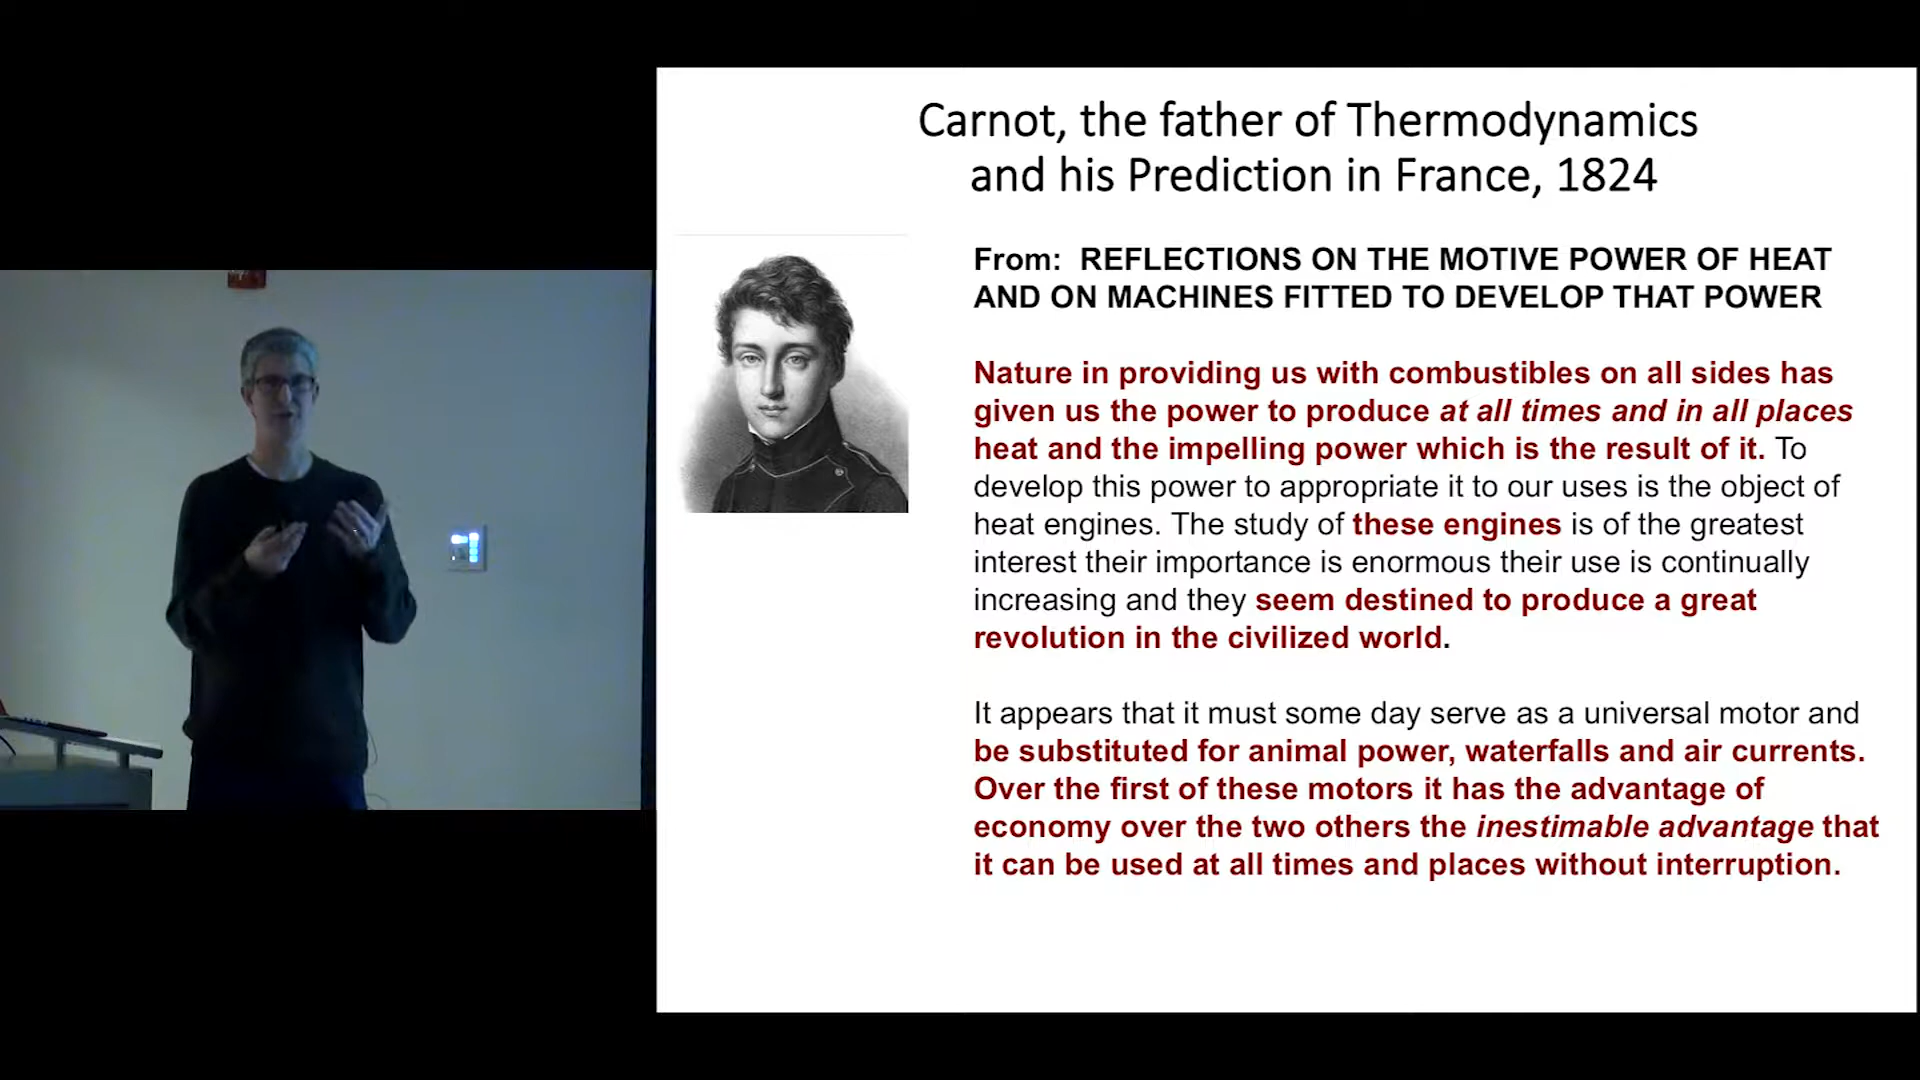 Carnot, the father of Thermodynamics
and his Prediction in France, 1824
From: REFLECTIONS ON THE MOTIVE POWER OF HEAT
AND ON MACHINES FITTED TO DEVELOP THAT POWER
Nature in providing us with combustibles on all sides has
given us the power to produce at all times and in all places
heat and the impelling power which is the result of it. To
develop this power to appropriate it to our uses is the object of
heat engines. The study of these engines is of the greatest
interest their importance is enormous their use is continually
increasing and they seem destined to produce a great
revolution in the civilized world.
It appears that it must some day serve as a universal motor and
be substituted for animal power, waterfalls and air currents.
Over the first of these motors it has the advantage of
economy over the two others the inestimable advantage that
it can be used at all times and places without interruption.